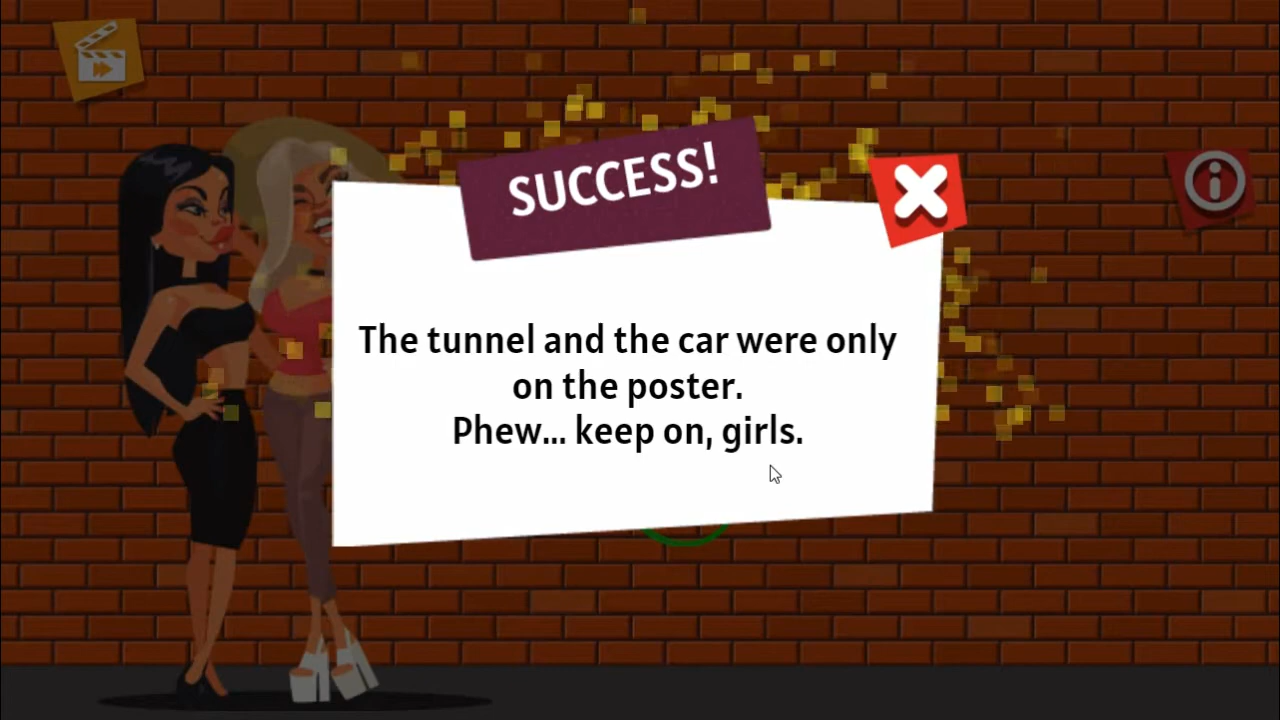 SUCCESS!
The tunnel and the car were only
on the poster.
Phew... keep on, girls.